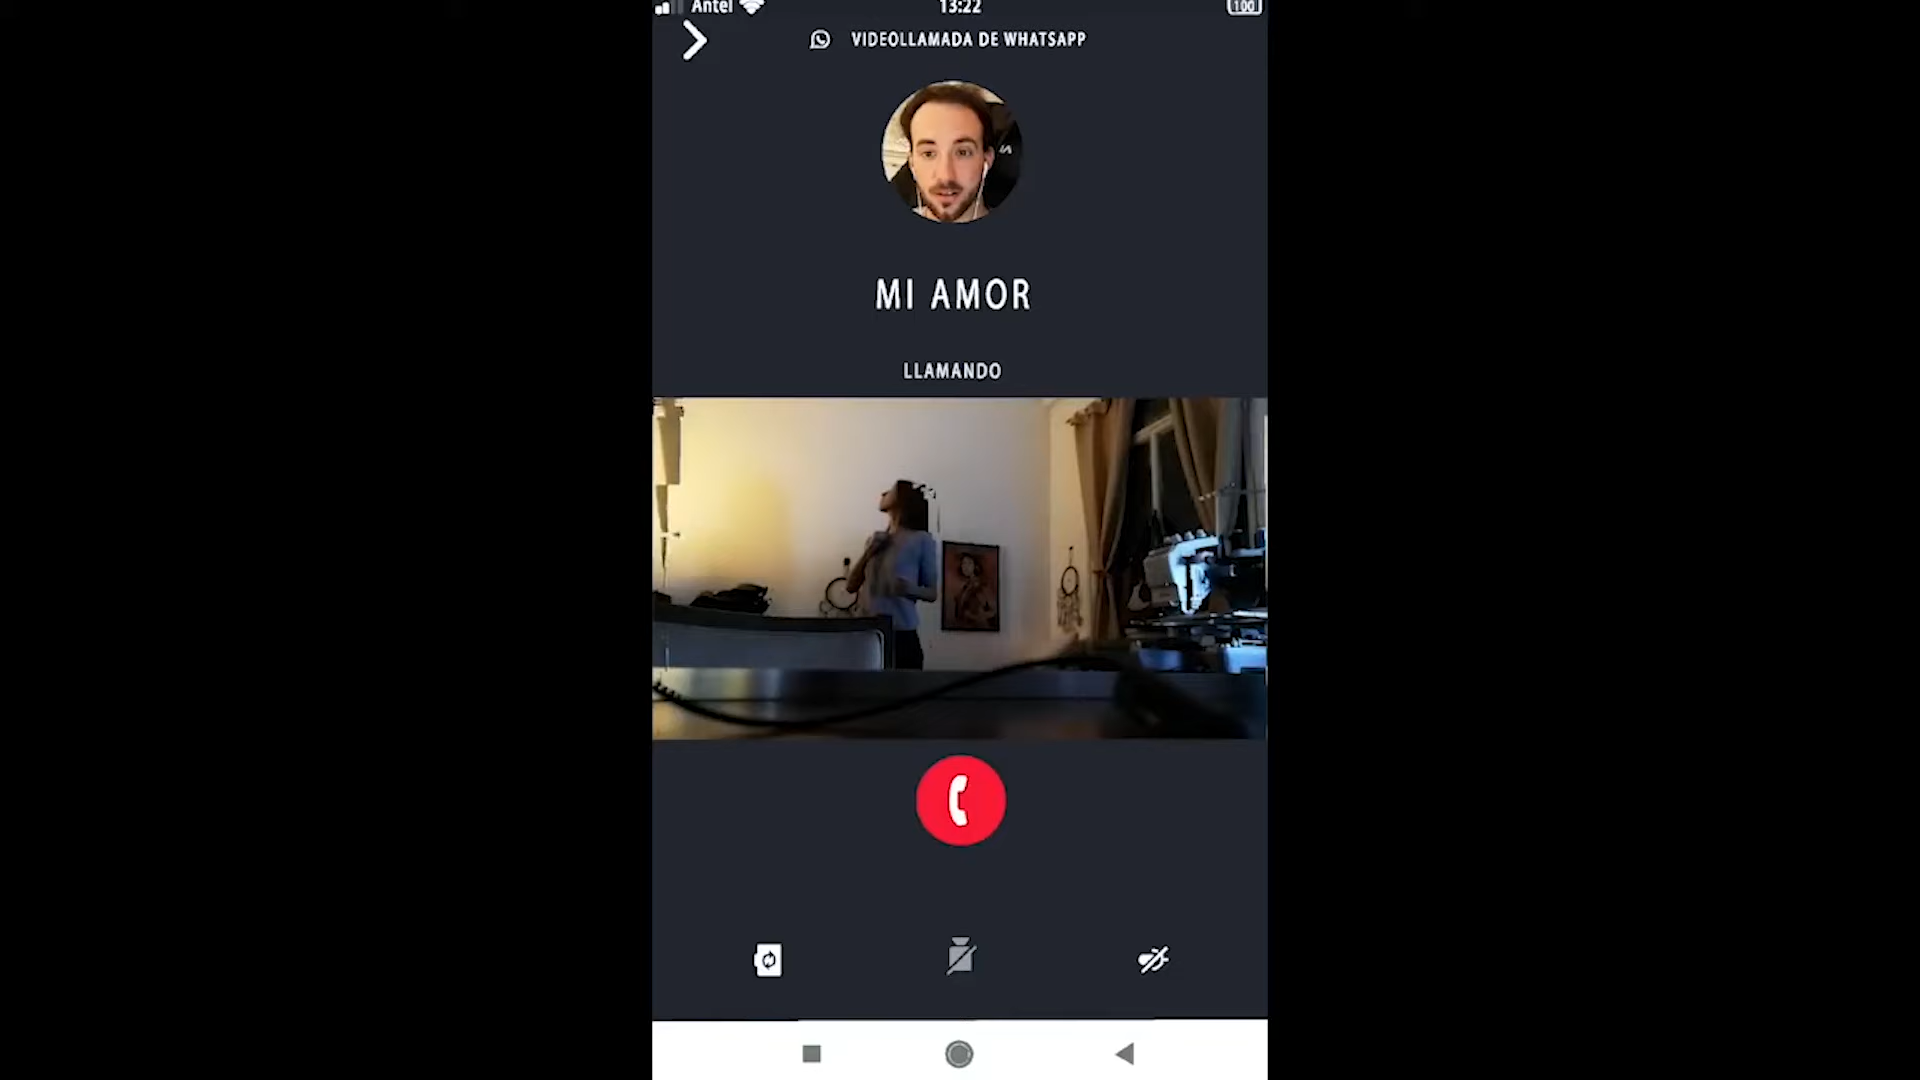 Antel
13:22
100
VIDEOLLAMADA DE WHATSAPP
MI AMOR
LLAMANDO